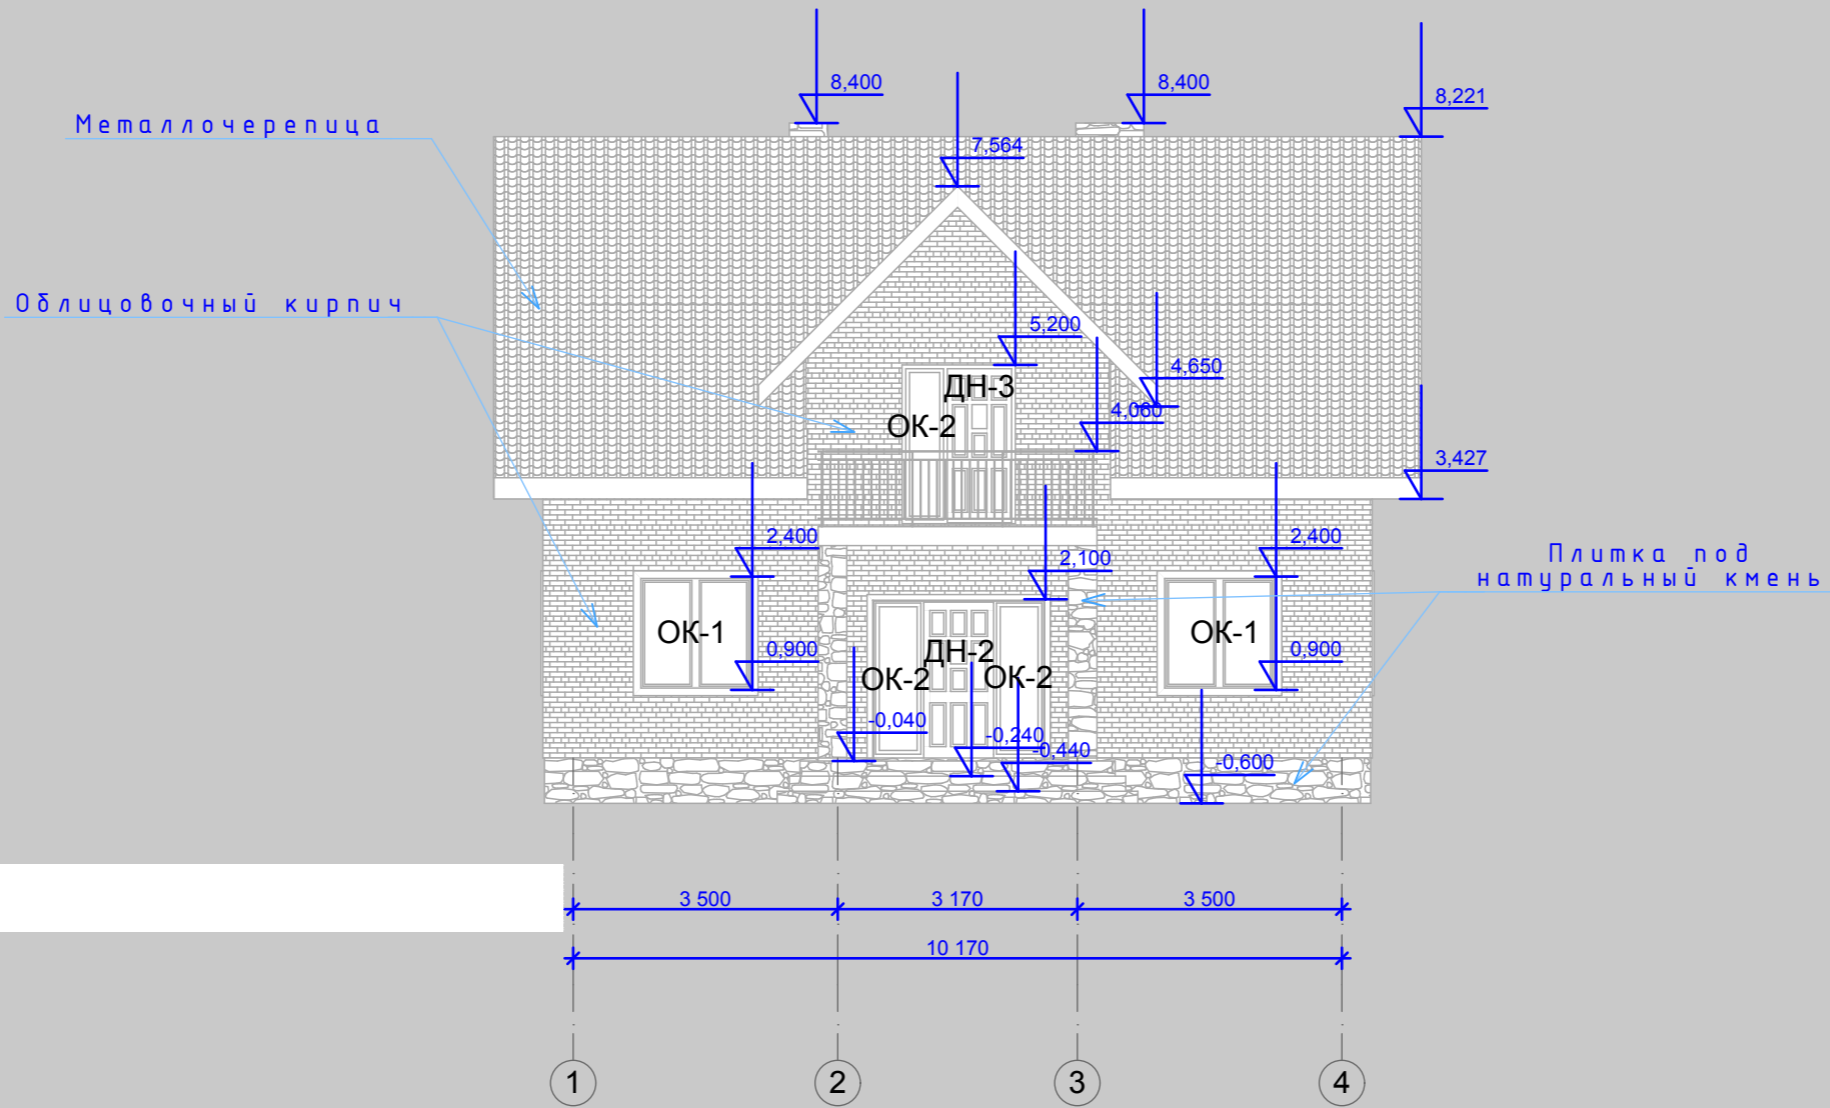 8,400
8,400
8,221
Металлочерепица
7,564
Облицовочный кирпич
5,200
4,650
ДН-3
4,060
ОК-2
3,427
2,400
2,400
2,100
Плитка под
натуральный кмень
ОК-1
ОК-1
0,900
0,900
ДН-2
ОК-2
ОК-2
-0,040
-0,240
-0,440
-0,600
3 500
3 170
3 500
10 170
1
2
3
4